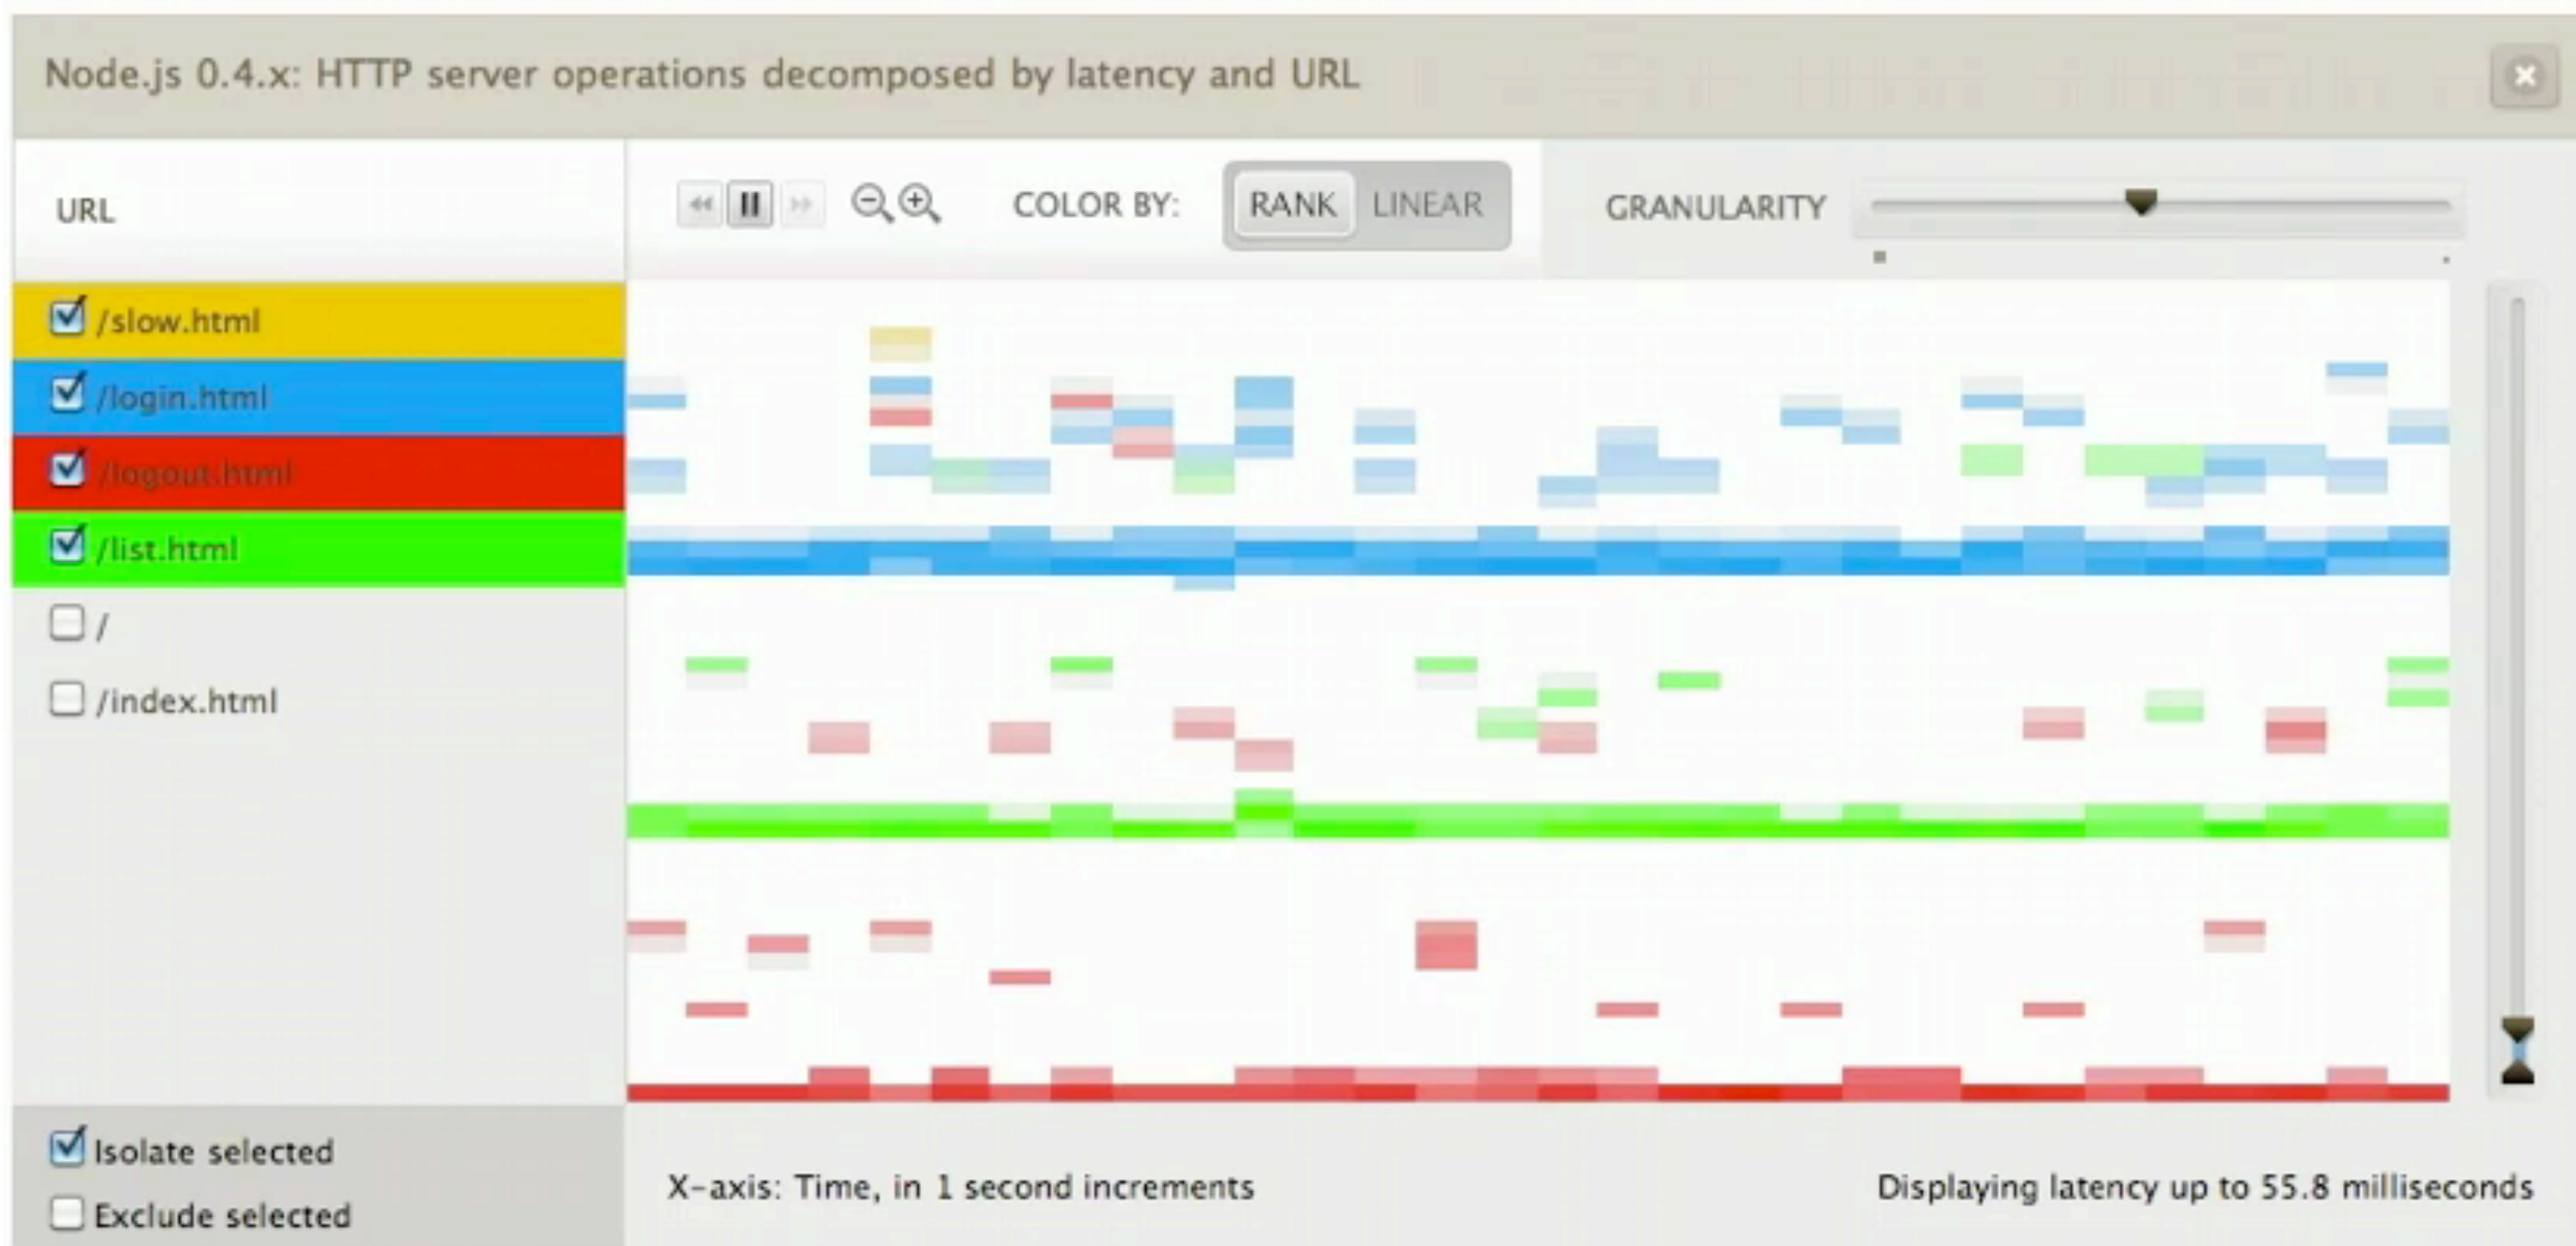 Node.js 0.4.x: HTTP server operations decomposed by latency and URL
URL
COLOR BY: RANK LINEAR
GRANULARITY
/slow.html
/login.html
/logout.html
/list.html
/
/index.html
Isolate selected
Exclude selected
X-axis: Time, in 1 second increments
Displaying latency up to 55.8 milliseconds